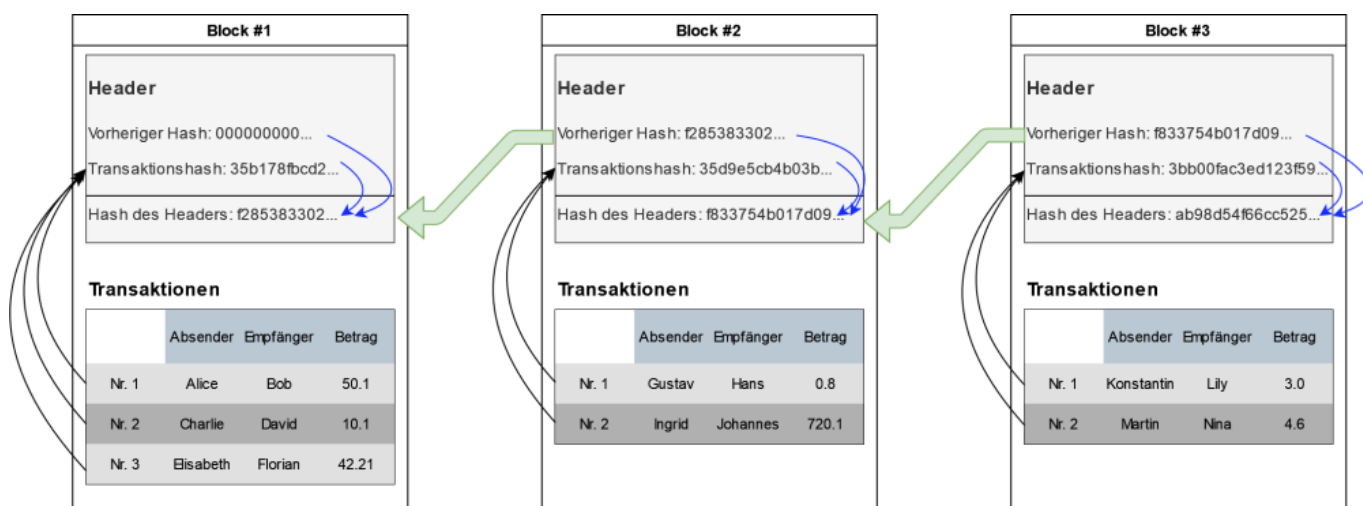 Block #1
Header
Vorheriger Hash: 000000000...
Transaktionshash: 35b178fbcd2...
Hash des Headers: f285383302...
Transaktionen
Absender Empfänger Betrag
Nr. 1 Alice Bob 50.1
Nr. 2 Charlie David 10.1
Nr. 3 Elisabeth Florian 42.21
Block #2
Header
Vorheriger Hash: f285383302...
Transaktionshash: 35d9e5cb4b03b...
Hash des Headers: f833754b017d09...
Transaktionen
Absender Empfänger Betrag
Nr. 1 Gustav Hans 0.8
Nr. 2 Ingrid Johannes 720.1
Block #3
Header
Vorheriger Hash: f833754b017d09...
Transaktionshash: 3bb00fac3ed123f59...
Hash des Headers: ab98d54f66cc525...
Transaktionen
Absender Empfänger Betrag
Nr. 1 Konstantin Lily 3.0
Nr. 2 Martin Nina 4.6